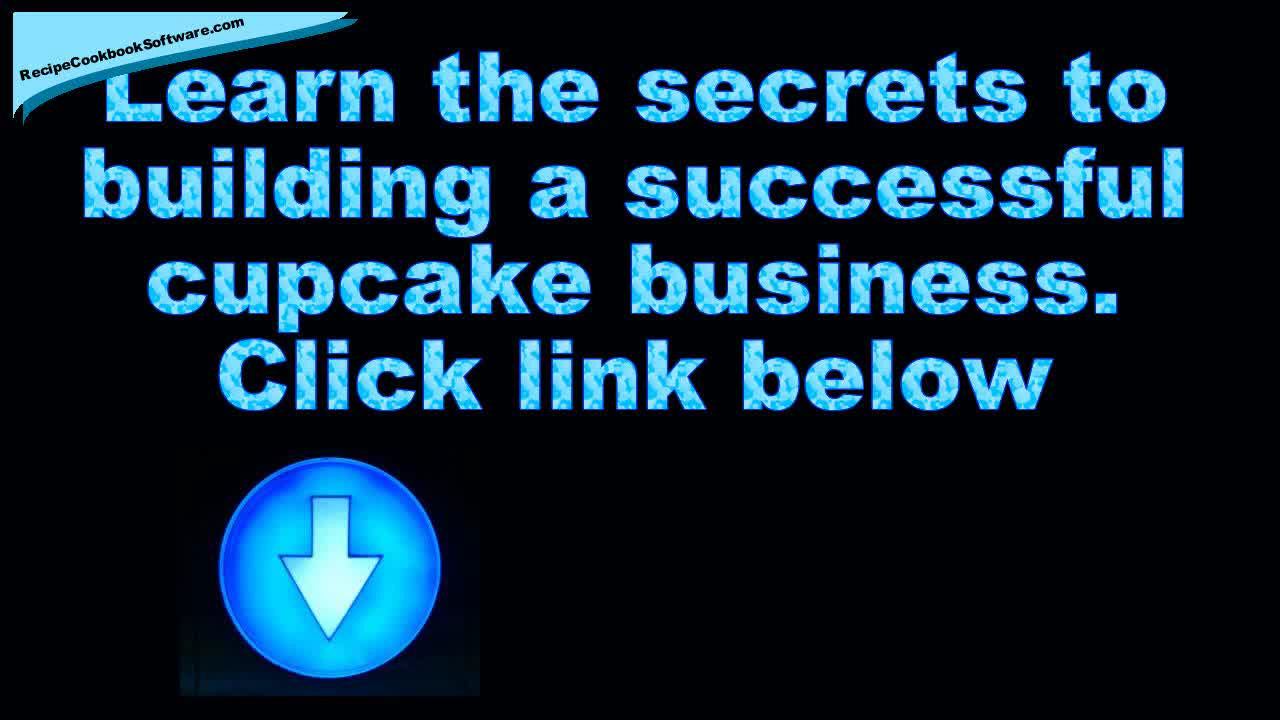 RecipeCookbookSoftware.com
Learn the secrets to
building a successful
cupcake business.
Click link below